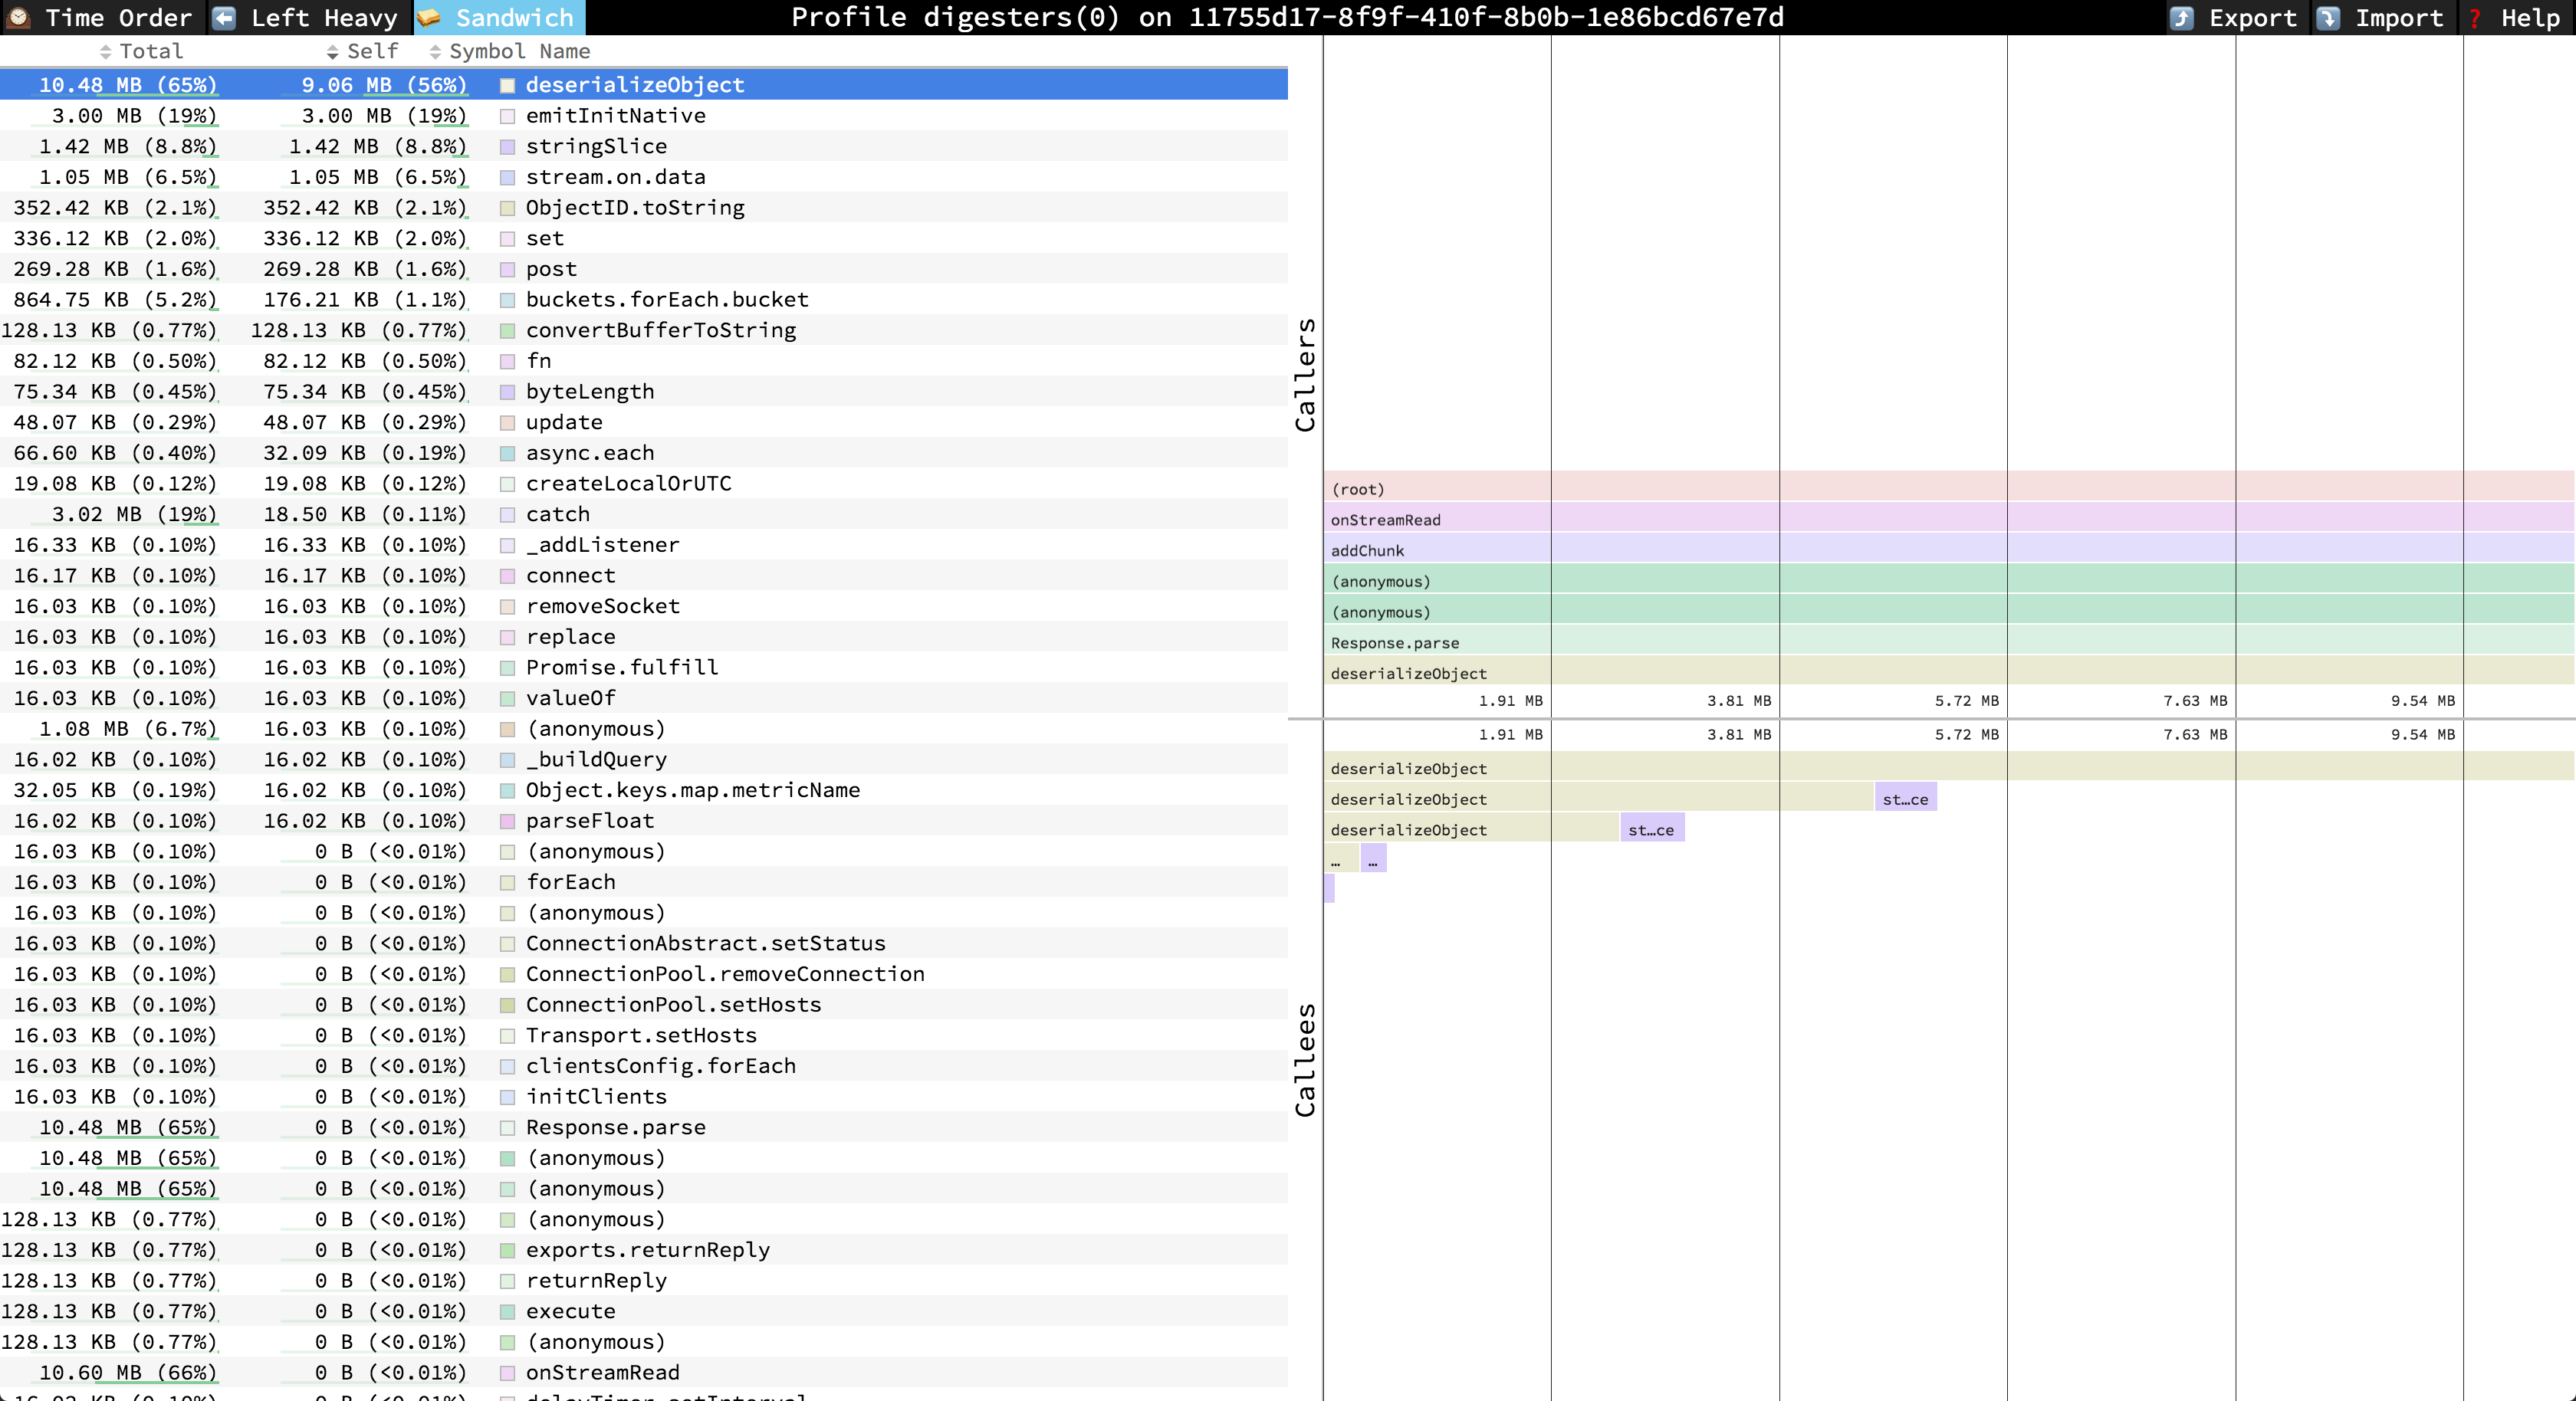 Time Order Left Heavy Sandwich Profile digesters(0) on 11755d17-8f9f-410f-8b0b-1e86bcd67e7d Export Import ? Help
Total Self Symbol Name
10.48 MB (65%) 9.06 MB (56%) deserializeObject
3.00 MB (19%) 3.00 MB (19%) emitInitNative
1.42 MB (8.8%) 1.42 MB (8.8%) stringSlice
1.05 MB (6.5%) 1.05 MB (6.5%) stream.on.data
352.42 KB (2.1%) 352.42 KB (2.1%) ObjectID.toString
336.12 KB (2.0%) 336.12 KB (2.0%) set
269.28 KB (1.6%) 269.28 KB (1.6%) post
864.75 KB (5.2%) 176.21 KB (1.1%) buckets.forEach.bucket
128.13 KB (0.77%) 128.13 KB (0.77%) convertBufferToString
82.12 KB (0.50%) 82.12 KB (0.50%) fn
75.34 KB (0.45%) 75.34 KB (0.45%) byteLength
48.07 KB (0.29%) 48.07 KB (0.29%) update
66.60 KB (0.40%) 32.09 KB (0.19%) async.each
19.08 KB (0.12%) 19.08 KB (0.12%) createLocalOrUTC
3.02 MB (19%) 18.50 KB (0.11%) catch
16.33 KB (0.10%) 16.33 KB (0.10%) _addListener
16.17 KB (0.10%) 16.17 KB (0.10%) connect
16.03 KB (0.10%) 16.03 KB (0.10%) removeSocket
16.03 KB (0.10%) 16.03 KB (0.10%) replace
16.03 KB (0.10%) 16.03 KB (0.10%) Promise.fulfill
16.03 KB (0.10%) 16.03 KB (0.10%) valueOf
1.08 MB (6.7%) 16.03 KB (0.10%) (anonymous)
16.02 KB (0.10%) 16.02 KB (0.10%) _buildQuery
32.05 KB (0.19%) 16.02 KB (0.10%) Object.keys.map.metricName
16.02 KB (0.10%) 16.02 KB (0.10%) parseFloat
16.03 KB (0.10%) 0 B (<0.01%) (anonymous)
16.03 KB (0.10%) 0 B (<0.01%) forEach
16.03 KB (0.10%) 0 B (<0.01%) (anonymous)
16.03 KB (0.10%) 0 B (<0.01%) ConnectionAbstract.setStatus
16.03 KB (0.10%) 0 B (<0.01%) ConnectionPool.removeConnection
16.03 KB (0.10%) 0 B (<0.01%) ConnectionPool.setHosts
16.03 KB (0.10%) 0 B (<0.01%) Transport.setHosts
16.03 KB (0.10%) 0 B (<0.01%) clientsConfig.forEach
16.03 KB (0.10%) 0 B (<0.01%) initClients
10.48 MB (65%) 0 B (<0.01%) Response.parse
10.48 MB (65%) 0 B (<0.01%) (anonymous)
10.48 MB (65%) 0 B (<0.01%) (anonymous)
128.13 KB (0.77%) 0 B (<0.01%) (anonymous)
128.13 KB (0.77%) 0 B (<0.01%) exports.returnReply
128.13 KB (0.77%) 0 B (<0.01%) returnReply
128.13 KB (0.77%) 0 B (<0.01%) execute
128.13 KB (0.77%) 0 B (<0.01%) (anonymous)
10.60 MB (66%) 0 B (<0.01%) onStreamRead
Callers
(root)
onStreamRead
addChunk
(anonymous)
(anonymous)
Response.parse
deserializeObject
1.91 MB 3.81 MB 5.72 MB 7.63 MB 9.54 MB
1.91 MB 3.81 MB 5.72 MB 7.63 MB 9.54 MB
Callees
deserializeObject
deserializeObject st…ce
deserializeObject st…ce
… …